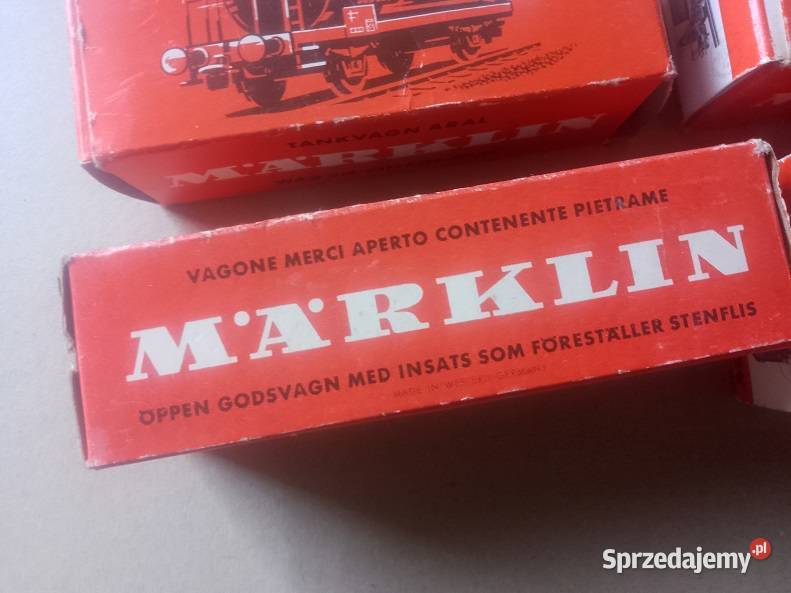 TANKVAGN ARAL
MÄRKLIN
VAGONE MERCI APERTO CONTENENTE PIETRAME
MÄRKLIN
ÖPPEN GODSVAGN MED INSATS SOM FÖRESTÄLLER STENFLIS
MADE IN WESTERN GERMANY
Sprzedajemy.pl